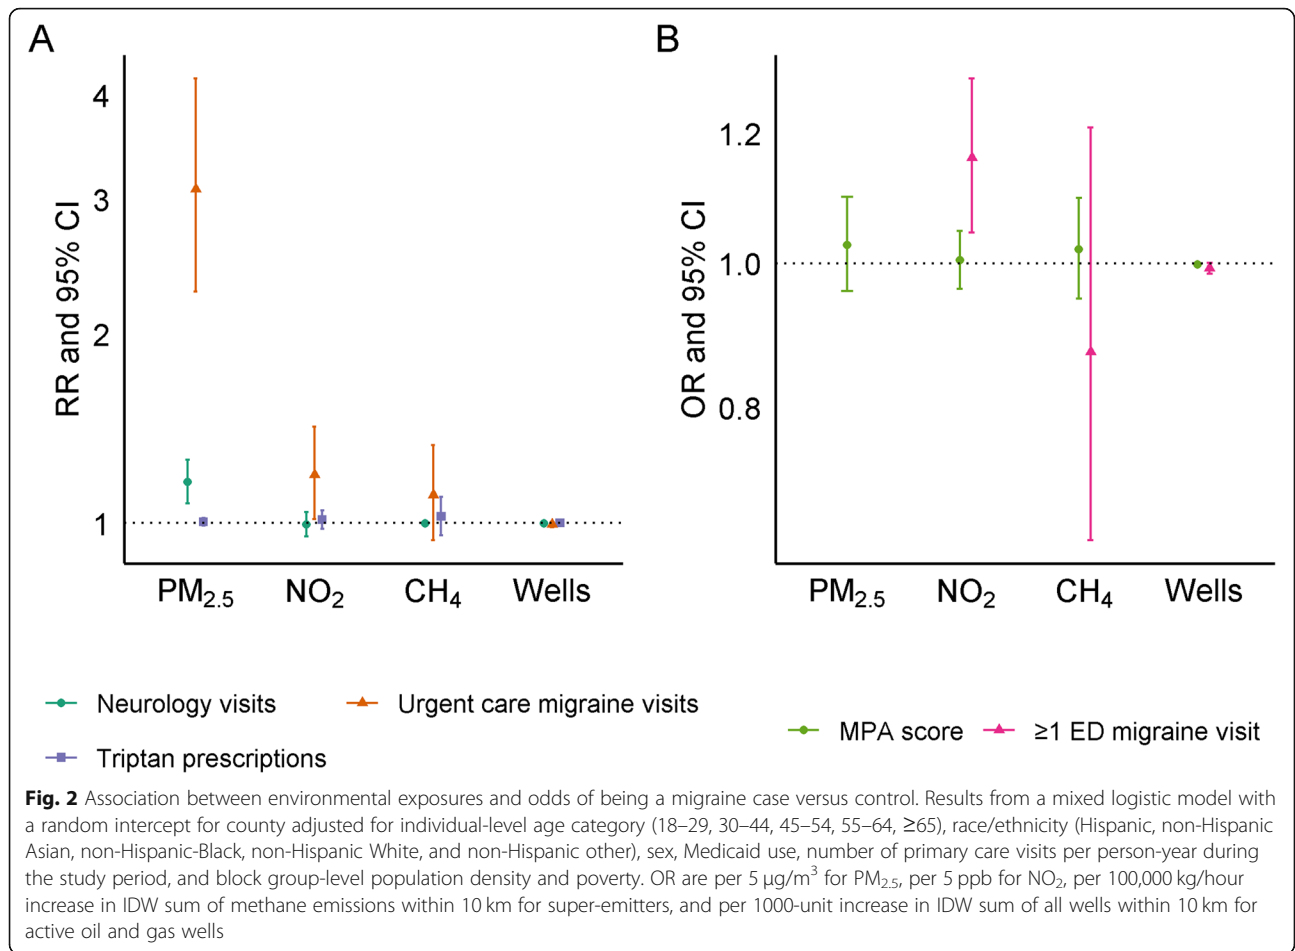 A
B
4
3
2
1
RR and 95% CI
PM2.5
NO2
CH4
Wells
1.2
1.0
0.8
OR and 95% CI
PM2.5
NO2
CH4
Wells
Neurology visits
Urgent care migraine visits
Triptan prescriptions
MPA score
≥1 ED migraine visit
Fig. 2 Association between environmental exposures and odds of being a migraine case versus control. Results from a mixed logistic model with
a random intercept for county adjusted for individual-level age category (18–29, 30–44, 45–54, 55–64, ≥65), race/ethnicity (Hispanic, non-Hispanic
Asian, non-Hispanic-Black, non-Hispanic White, and non-Hispanic other), sex, Medicaid use, number of primary care visits per person-year during
the study period, and block group-level population density and poverty. OR are per 5 μg/m³ for PM2.5, per 5 ppb for NO2, per 100,000 kg/hour
increase in IDW sum of methane emissions within 10 km for super-emitters, and per 1000-unit increase in IDW sum of all wells within 10 km for
active oil and gas wells